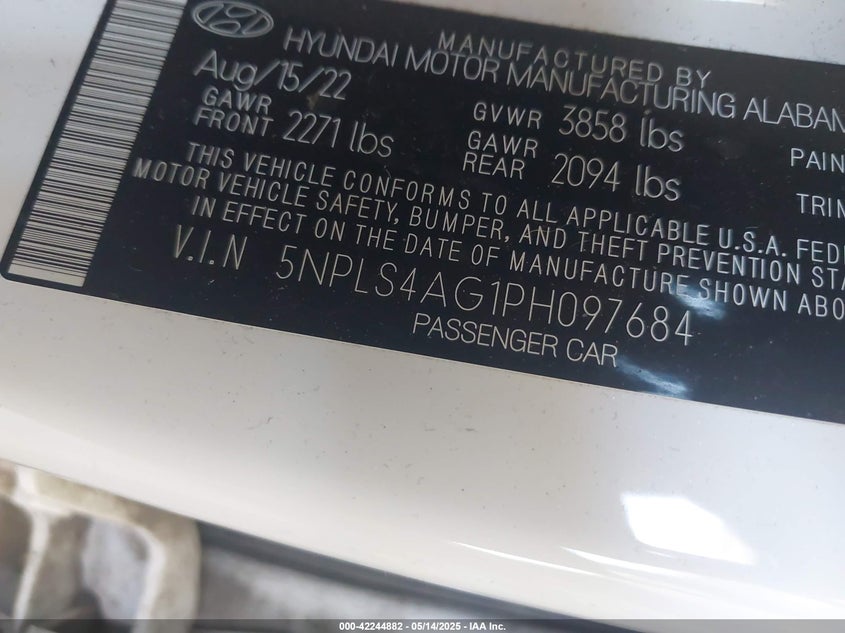 MANUFACTURED BY
HYUNDAI MOTOR MANUFACTURING ALABAM
Aug/15/22 GVWR 3858 lbs
GAWR FRONT 2271 lbs GAWR REAR 2094 lbs
PAIN
TRIN
THIS VEHICLE CONFORMS TO ALL APPLICABLE U.S.A. FED
MOTOR VEHICLE SAFETY, BUMPER, AND THEFT PREVENTION STA
IN EFFECT ON THE DATE OF MANUFACTURE SHOWN ABO
V.I.N 5NPLS4AG1PH097684
PASSENGER CAR
000-42244882 - 05/14/2025 - IAA Inc.